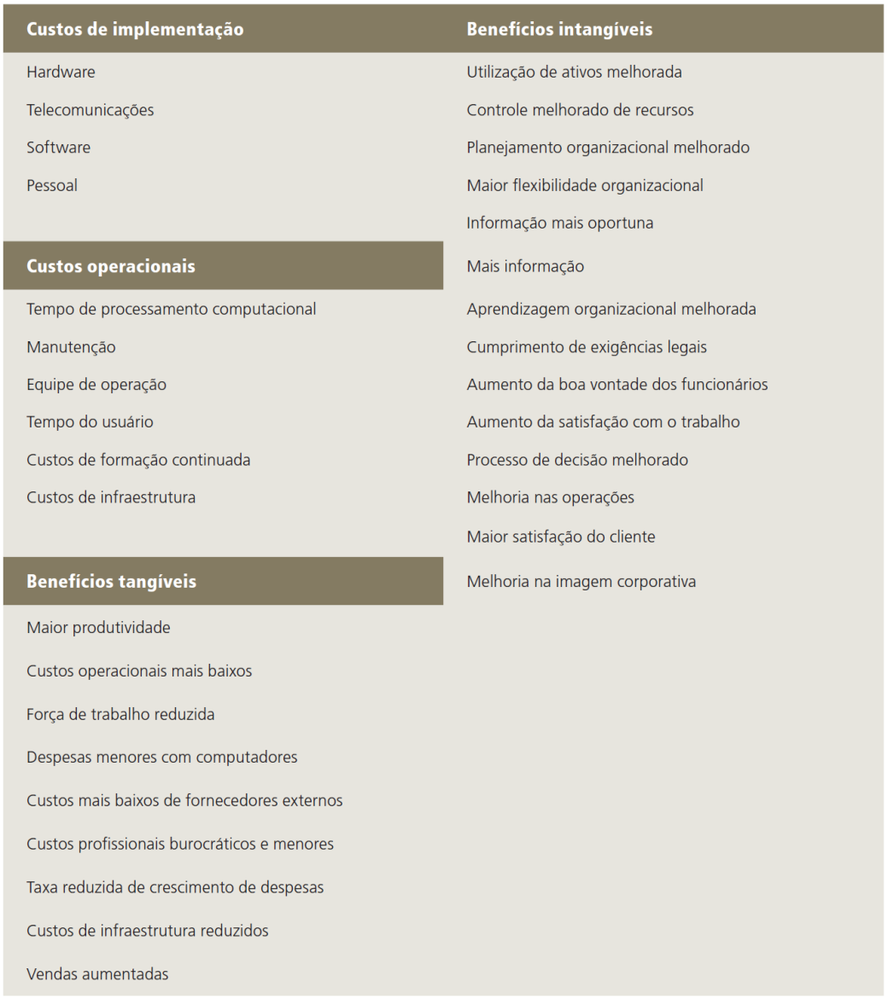 Custos de implementação
Hardware
Telecomunicações
Software
Pessoal
Custos operacionais
Tempo de processamento computacional
Manutenção
Equipe de operação
Tempo do usuário
Custos de formação continuada
Custos de infraestrutura
Benefícios tangíveis
Maior produtividade
Custos operacionais mais baixos
Força de trabalho reduzida
Despesas menores com computadores
Custos mais baixos de fornecedores externos
Custos profissionais burocráticos e menores
Taxa reduzida de crescimento de despesas
Custos de infraestrutura reduzidos
Vendas aumentadas
Benefícios intangíveis
Utilização de ativos melhorada
Controle melhorado de recursos
Planejamento organizacional melhorado
Maior flexibilidade organizacional
Informação mais oportuna
Mais informação
Aprendizagem organizacional melhorada
Cumprimento de exigências legais
Aumento da boa vontade dos funcionários
Aumento da satisfação com o trabalho
Processo de decisão melhorado
Melhoria nas operações
Maior satisfação do cliente
Melhoria na imagem corporativa